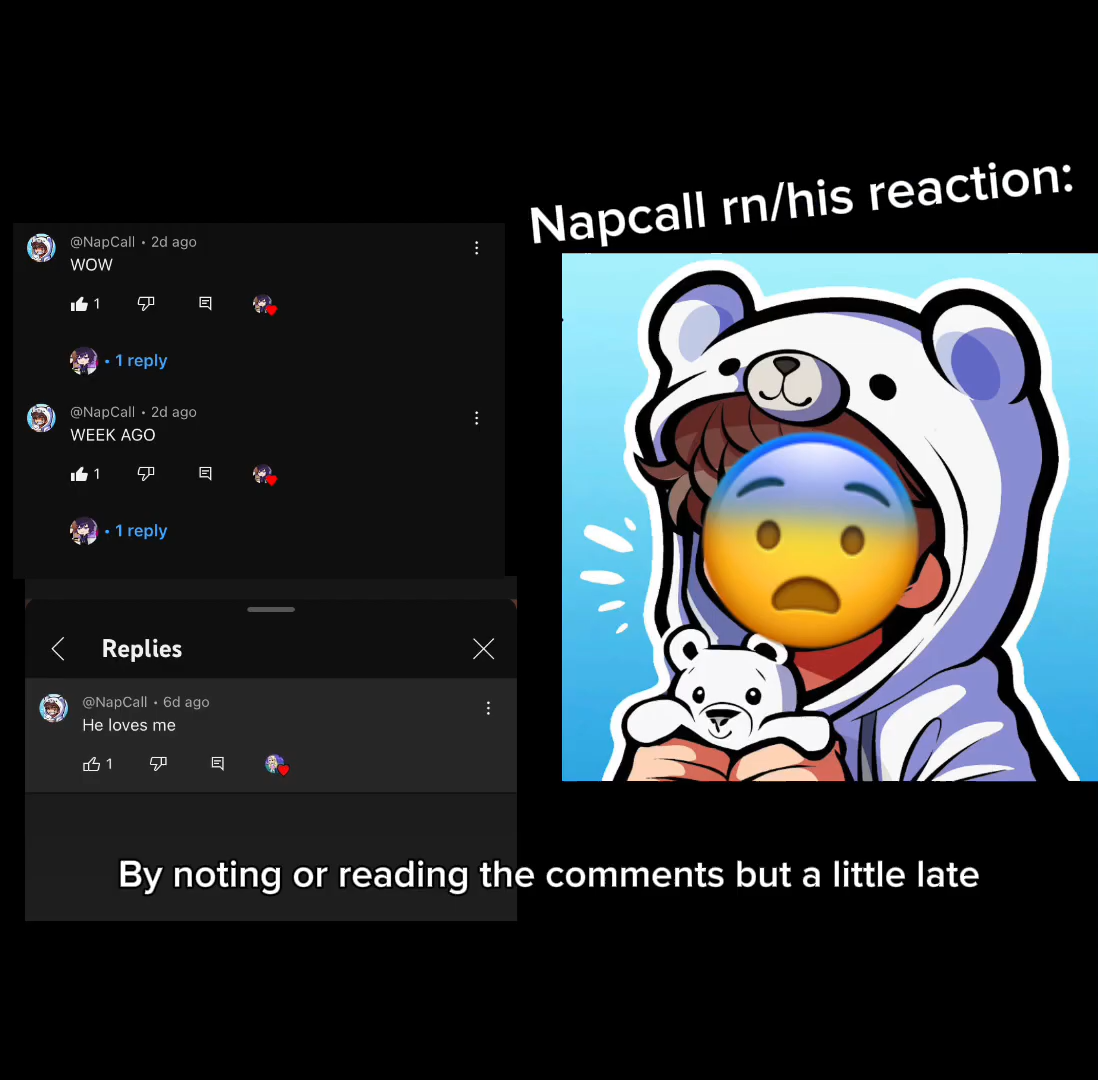 Napcall rn/his reaction:
@NapCall • 2d ago
WOW
1
• 1 reply
@NapCall • 2d ago
WEEK AGO
1
• 1 reply
Replies
@NapCall • 6d ago
He loves me
1
By noting or reading the comments but a little late